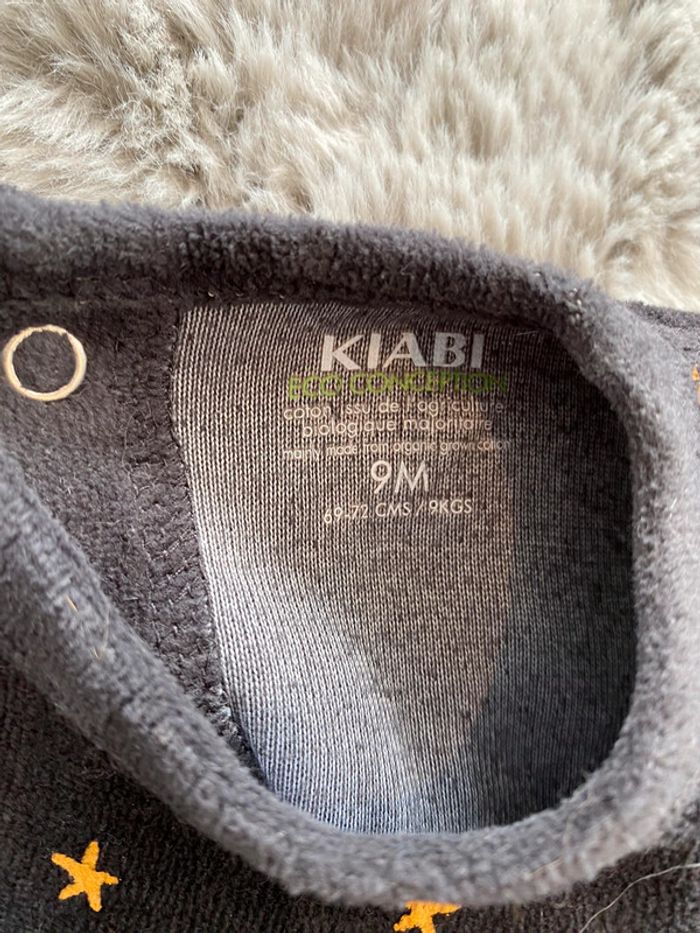 KIABI
ECO CONCEPTION
coton issu de l'agriculture
biologique majoritaire
mainly made from organic grown cotton
9M
69-72 CMS / 9KGS